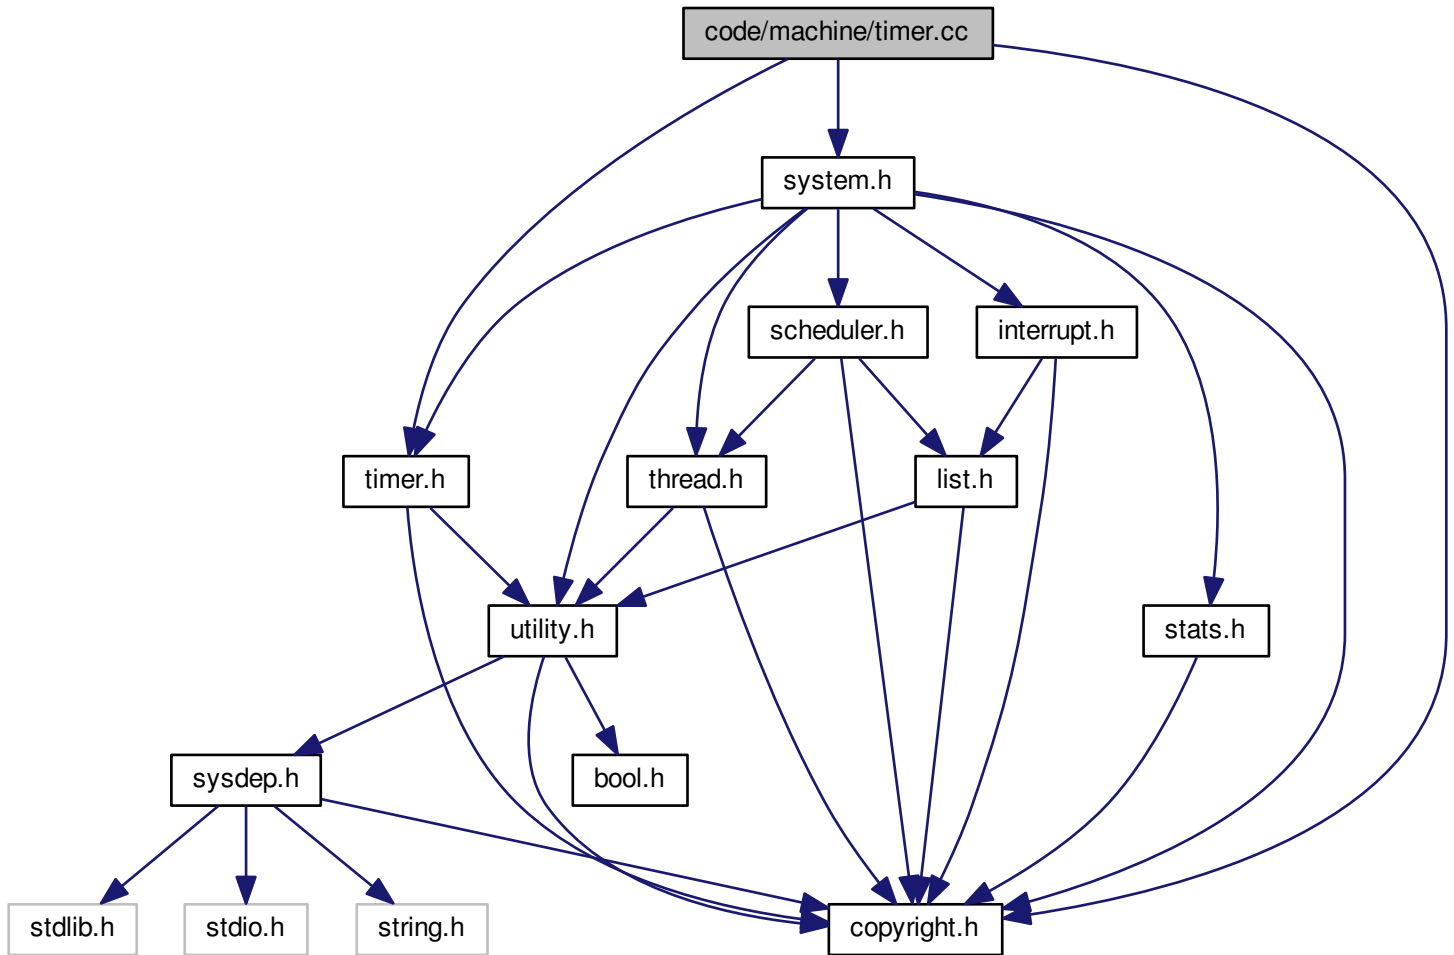 code/machine/timer.cc
system.h
scheduler.h
interrupt.h
timer.h
thread.h
list.h
utility.h
stats.h
sysdep.h
bool.h
stdlib.h
stdio.h
string.h
copyright.h